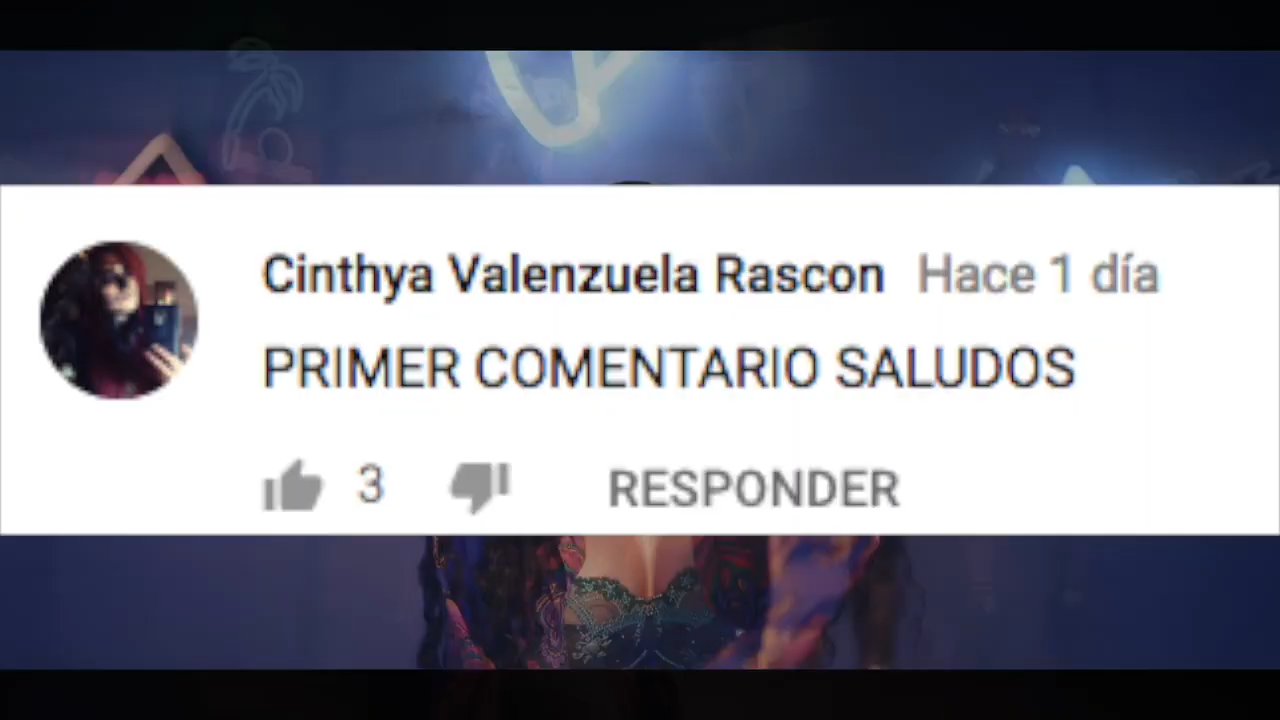 Cinthya Valenzuela Rascon Hace 1 día
PRIMER COMENTARIO SALUDOS
3 RESPONDER